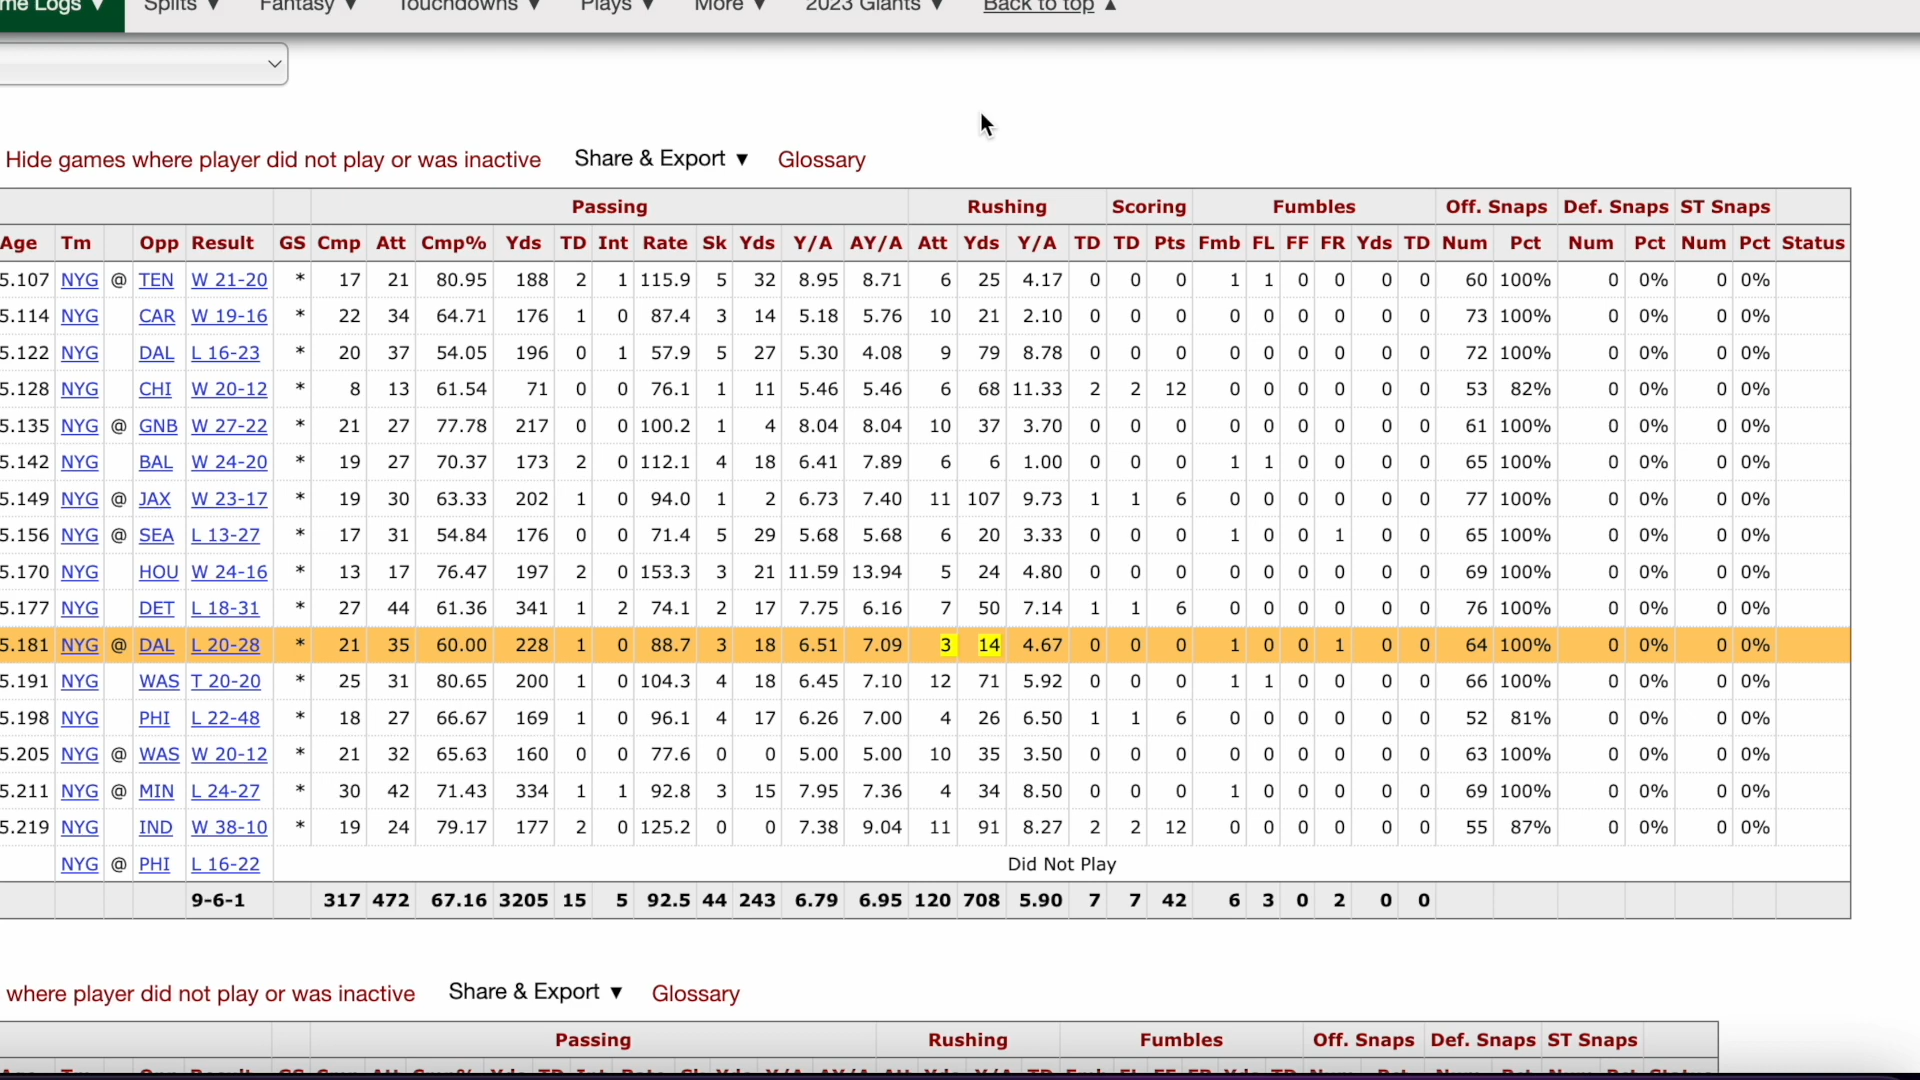 me Logs ▼ Splits ▼ Fantasy ▼ Touchdowns ▼ Plays ▼ More ▼ 2023 Giants ▼ Back to top ▲
Hide games where player did not play or was inactive Share & Export ▼ Glossary
Passing Rushing Scoring Fumbles Off. Snaps Def. Snaps ST Snaps
Age Tm Opp Result GS Cmp Att Cmp% Yds TD Int Rate Sk Yds Y/A AY/A Att Yds Y/A TD TD Pts Fmb FL FF FR Yds TD Num Pct Num Pct Num Pct Status
5.107 NYG @ TEN W 21-20 * 17 21 80.95 188 2 1 115.9 5 32 8.95 8.71 6 25 4.17 0 0 0 1 1 0 0 0 0 60 100% 0 0% 0 0%
5.114 NYG CAR W 19-16 * 22 34 64.71 176 1 0 87.4 3 14 5.18 5.76 10 21 2.10 0 0 0 0 0 0 0 0 0 73 100% 0 0% 0 0%
5.122 NYG DAL L 16-23 * 20 37 54.05 196 0 1 57.9 5 27 5.30 4.08 9 79 8.78 0 0 0 0 0 0 0 0 0 72 100% 0 0% 0 0%
5.128 NYG CHI W 20-12 * 8 13 61.54 71 0 0 76.1 1 11 5.46 5.46 6 68 11.33 2 2 12 0 0 0 0 0 0 53 82% 0 0% 0 0%
5.135 NYG @ GNB W 27-22 * 21 27 77.78 217 0 0 100.2 1 4 8.04 8.04 10 37 3.70 0 0 0 0 0 0 0 0 0 61 100% 0 0% 0 0%
5.142 NYG BAL W 24-20 * 19 27 70.37 173 2 0 112.1 4 18 6.41 7.89 6 6 1.00 0 0 0 1 1 0 0 0 0 65 100% 0 0% 0 0%
5.149 NYG @ JAX W 23-17 * 19 30 63.33 202 1 0 94.0 1 2 6.73 7.40 11 107 9.73 1 1 6 0 0 0 0 0 0 77 100% 0 0% 0 0%
5.156 NYG @ SEA L 13-27 * 17 31 54.84 176 0 0 71.4 5 29 5.68 5.68 6 20 3.33 0 0 0 1 0 0 1 0 0 65 100% 0 0% 0 0%
5.170 NYG HOU W 24-16 * 13 17 76.47 197 2 0 153.3 3 21 11.59 13.94 5 24 4.80 0 0 0 0 0 0 0 0 0 69 100% 0 0% 0 0%
5.177 NYG DET L 18-31 * 27 44 61.36 341 1 2 74.1 2 17 7.75 6.16 7 50 7.14 1 1 6 0 0 0 0 0 0 76 100% 0 0% 0 0%
5.181 NYG @ DAL L 20-28 * 21 35 60.00 228 1 0 88.7 3 18 6.51 7.09 3 14 4.67 0 0 0 1 0 0 1 0 0 64 100% 0 0% 0 0%
5.191 NYG WAS T 20-20 * 25 31 80.65 200 1 0 104.3 4 18 6.45 7.10 12 71 5.92 0 0 0 1 1 0 0 0 0 66 100% 0 0% 0 0%
5.198 NYG PHI L 22-48 * 18 27 66.67 169 1 0 96.1 4 17 6.26 7.00 4 26 6.50 1 1 6 0 0 0 0 0 0 52 81% 0 0% 0 0%
5.205 NYG @ WAS W 20-12 * 21 32 65.63 160 0 0 77.6 0 0 5.00 5.00 10 35 3.50 0 0 0 0 0 0 0 0 0 63 100% 0 0% 0 0%
5.211 NYG @ MIN L 24-27 * 30 42 71.43 334 1 1 92.8 3 15 7.95 7.36 4 34 8.50 0 0 0 1 0 0 0 0 0 69 100% 0 0% 0 0%
5.219 NYG IND W 38-10 * 19 24 79.17 177 2 0 125.2 0 0 7.38 9.04 11 91 8.27 2 2 12 0 0 0 0 0 0 55 87% 0 0% 0 0%
NYG @ PHI L 16-22 Did Not Play
9-6-1 317 472 67.16 3205 15 5 92.5 44 243 6.79 6.95 120 708 5.90 7 7 42 6 3 0 2 0 0
where player did not play or was inactive Share & Export ▼ Glossary
Passing Rushing Fumbles Off. Snaps Def. Snaps ST Snaps